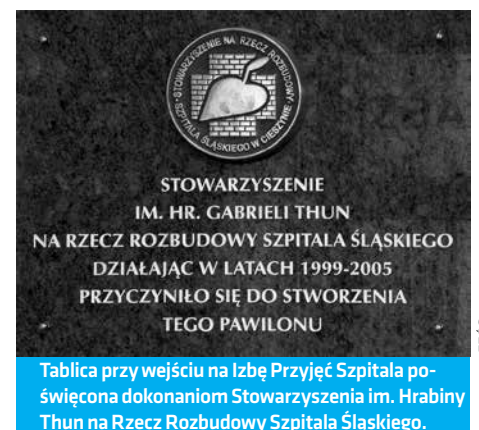 STOWARZYSZENIE NA RZECZ ROZBUDOWY
SZPITALA ŚLĄSKIEGO W CIESZYNIE
STOWARZYSZENIE
IM. HR. GABRIELI THUN
NA RZECZ ROZBUDOWY SZPITALA ŚLĄSKIEGO
DZIAŁAJĄC W LATACH 1999-2005
PRZYCZYNIŁO SIĘ DO STWORZENIA
TEGO PAWILONU
Tablica przy wejściu na Izbę Przyjęć Szpitala po-
święcona dokonaniom Stowarzyszenia im. Hrabiny
Thun na Rzecz Rozbudowy Szpitala Śląskiego.